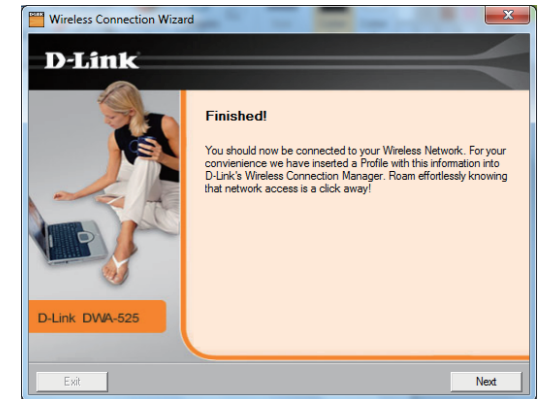 Wireless Connection Wizard
D-Link
Finished!
You should now be connected to your Wireless Network. For your
convienience we have inserted a Profile with this information into
D-Link's Wireless Connection Manager. Roam effortlessly knowing
that network access is a click away!
D-Link DWA-525
Exit
Next